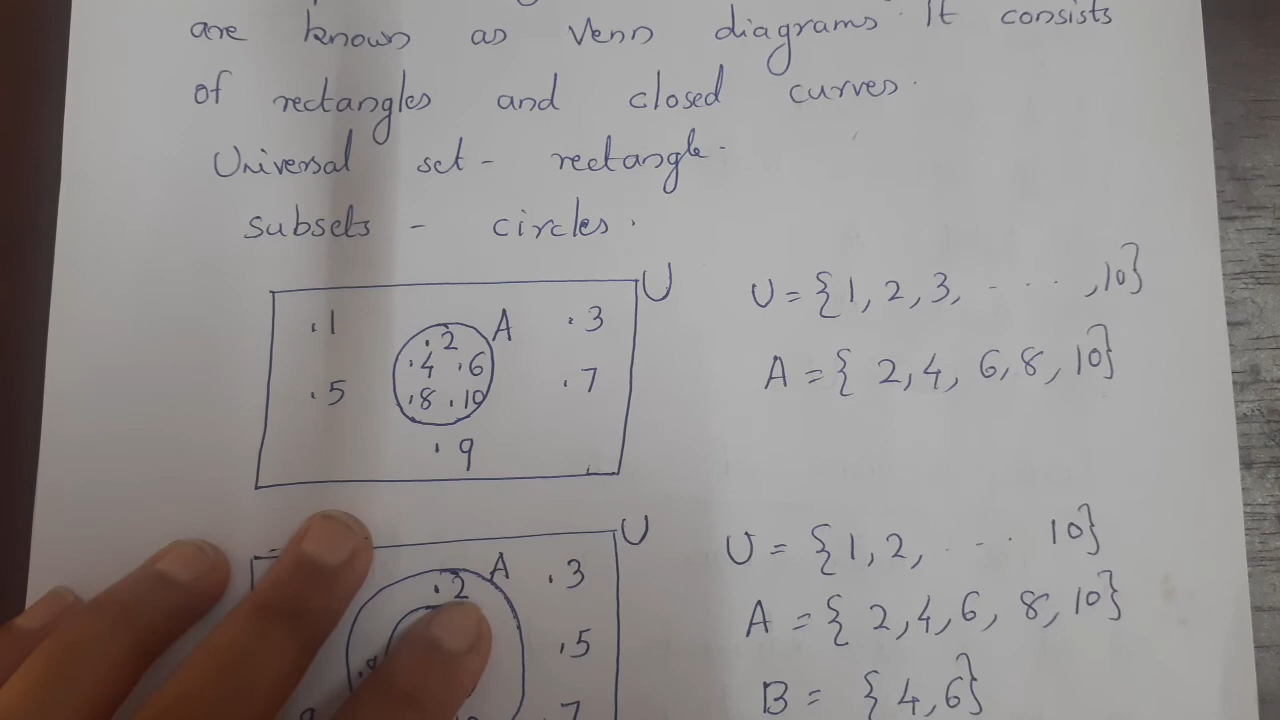 are known as Venn diagrams. It consists
of rectangles and closed curves.
Universal set - rectangle.
subsets - circles.
U
.1 A .3
.2
.4 .6
.5 .7
.8 .10
.9
U = {1, 2, 3, - - - -, 10}
A = { 2, 4, 6, 8, 10}
U
A .3
.2
.5
7
U = {1, 2, - - - 10}
A = { 2, 4, 6, 8, 10}
B = { 4, 6}